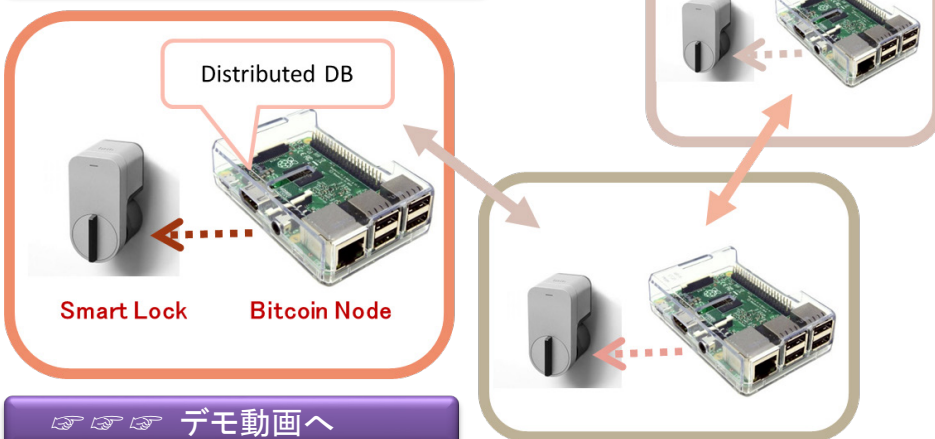 Distributed DB
Smart Lock
Bitcoin Node
☞ ☞ ☞ デモ動画へ